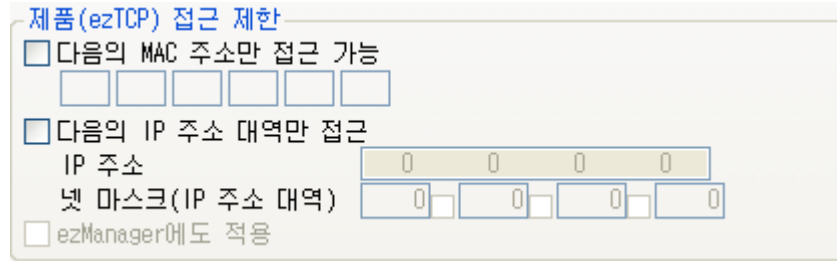 제품(ezTCP) 접근 제한
다음의 MAC 주소만 접근 가능
다음의 IP 주소 대역만 접근
IP 주소 0 0 0 0
넷 마스크(IP 주소 대역) 0 0 0 0
ezManager에도 적용